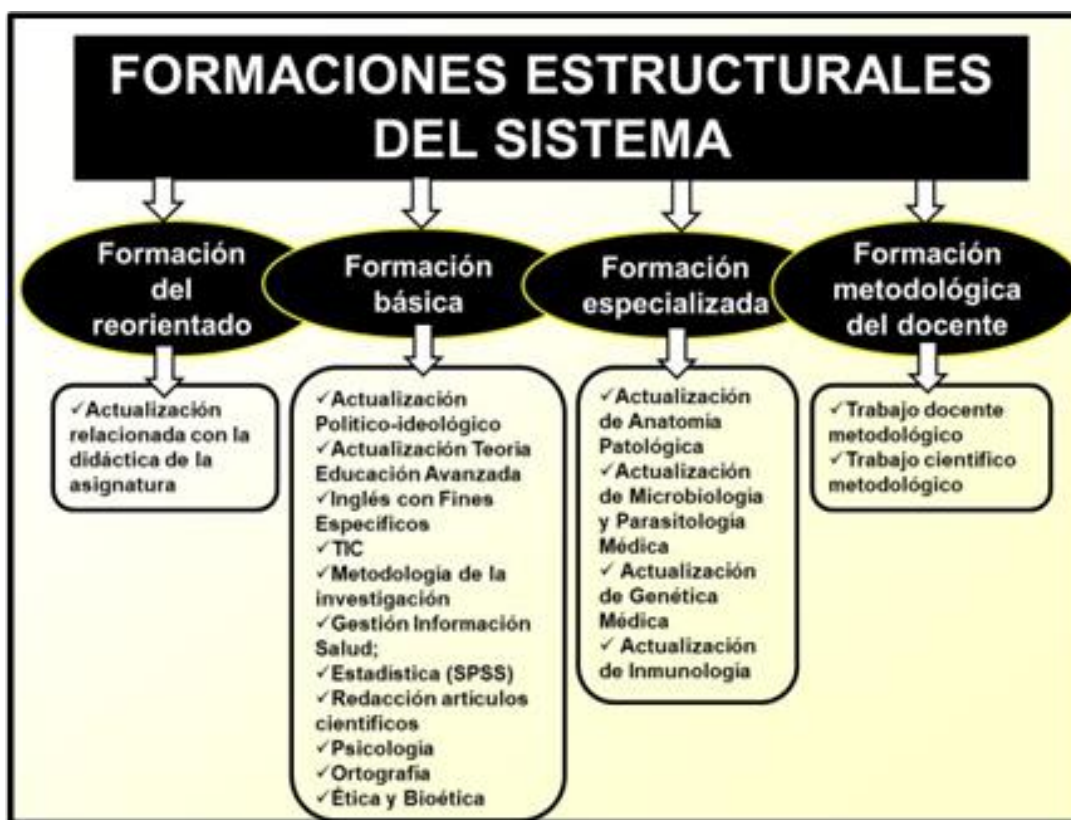 FORMACIONES ESTRUCTURALES
DEL SISTEMA
Formación
del
reorientado
Formación
básica
Formación
especializada
Formación
metodológica
del docente
✓Actualización
relacionada con la
didáctica de la
asignatura
✓Actualización
Politico-ideológico
✓Actualización Teoria
Educación Avanzada
✓Inglés con Fines
Específicos
✓TIC
✓Metodologia de la
investigación
✓Gestión Información
Salud;
✓Estadística (SPSS)
✓Redacción artículos
científicos
✓Psicologia
✓Ortografia
✓Ética y Bioética
✓Actualización
de Anatomia
Patológica
✓Actualización
de Microbiologia
y Parasitologia
Médica
✓ Actualización
de Genética
Médica
✓ Actualización
de Inmunologia
✓Trabajo docente
metodológico
✓Trabajo cientifico
metodológico